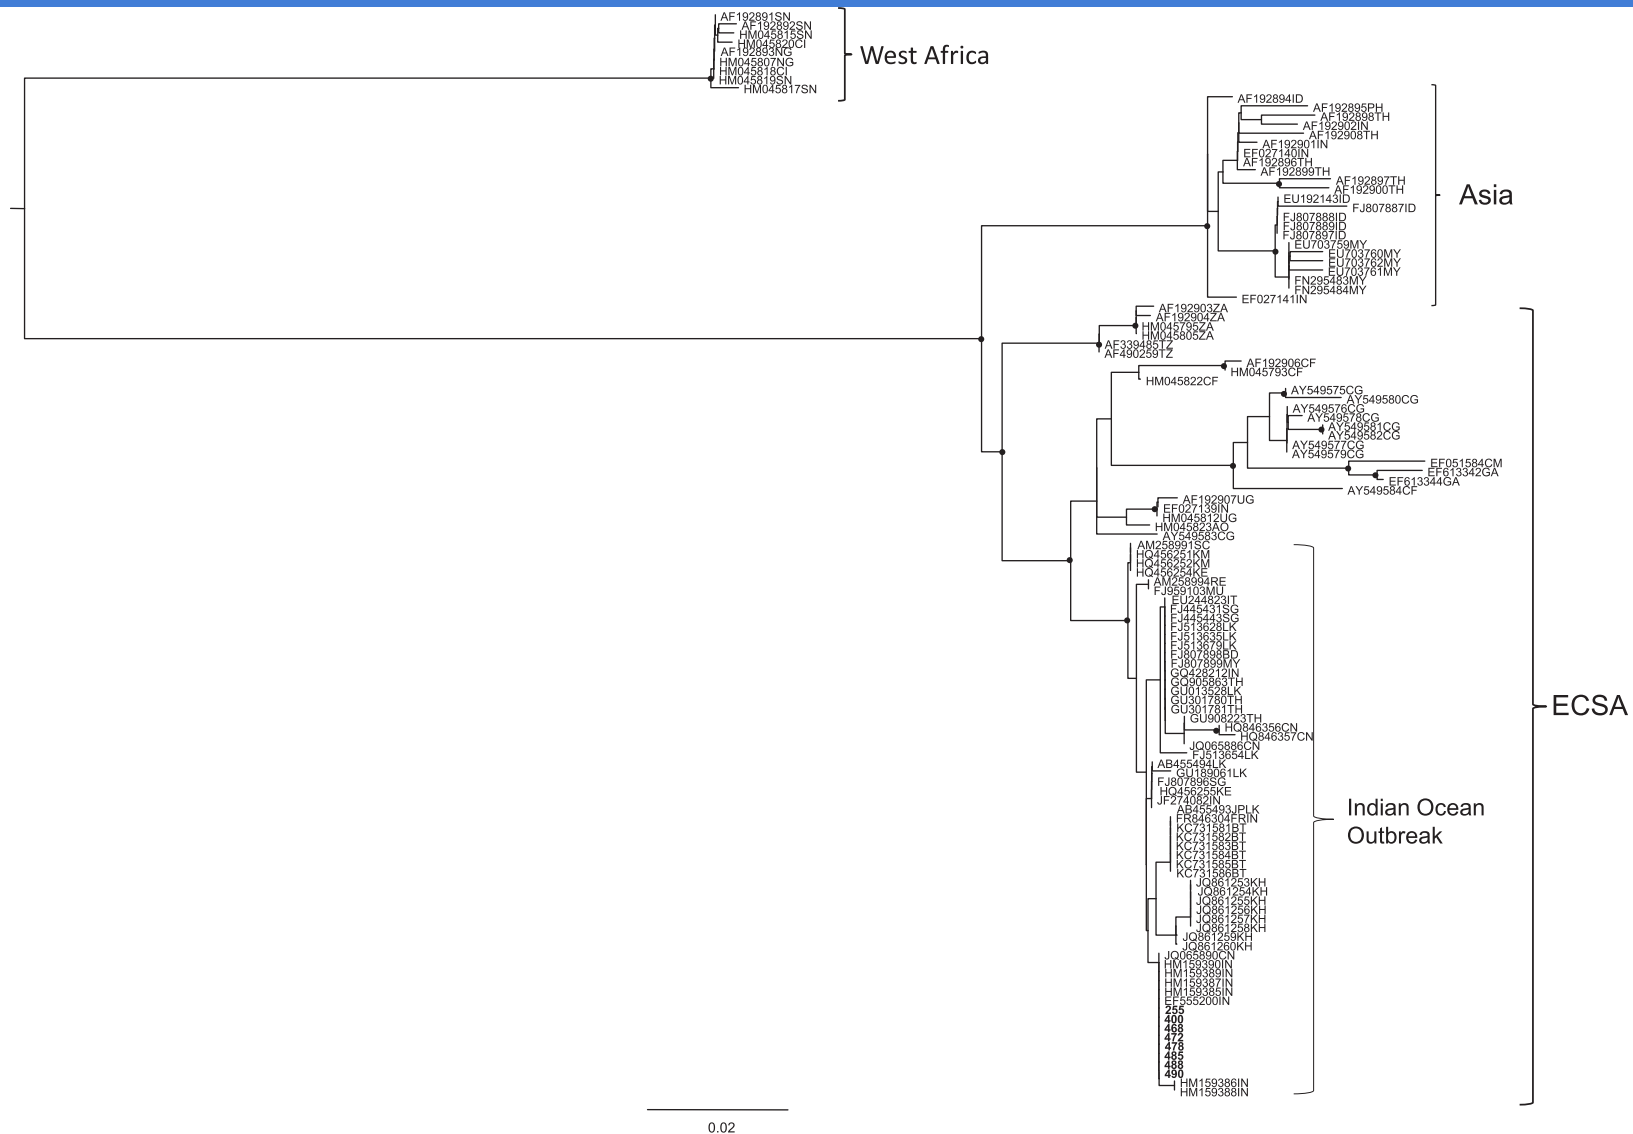 AF192891SN
AF192892SN
HM045815SN
HM045820CI
AF192893NG
HM045807NG
HM045818CI
HM045819SN
HM045817SN
West Africa
AF192894ID
AF192895PH
AF192898TH
AF192902IN
AF192908TH
AF192901IN
EF027140IN
AF192896TH
AF192899TH
AF192897TH
AF192900TH
EU192143ID
FJ807887ID
FJ807888ID
FJ807889ID
FJ807897ID
EU703759MY
EU703760MY
EU703762MY
EU703761MY
FN295483MY
FN295484MY
EF027141IN
Asia
AF192903ZA
AF192904ZA
HM045795ZA
HM045805ZA
AF339485TZ
AF490259TZ
AF192906CF
HM045793CF
HM045822CF
AY549575CG
AY549580CG
AY549576CG
AY549578CG
AY549581CG
AY549582CG
AY549577CG
AY549579CG
EF051584CM
EF613342GA
EF613344GA
AY549584CF
AF192907UG
EF027139IN
HM045812UG
HM045823AO
AY549583CG
AM258991SC
HQ456251KM
HQ456252KM
HQ456254KE
AM258994RE
FJ959103MU
EU244823IT
FJ445431SG
FJ445443SG
FJ513628LK
FJ513635LK
FJ513679LK
FJ807898BD
FJ807899MY
GQ428212IN
GQ905863TH
GU013528LK
GU301780TH
GU301781TH
GU908223TH
HQ846356CN
HQ846357CN
JQ065886CN
FJ513654LK
AB455494LK
GU189061LK
FJ807896SG
HQ456255KE
JF274082IN
AB455493JPLK
FR846304FRIN
KC731581BT
KC731582BT
KC731583BT
KC731584BT
KC731585BT
KC731586BT
JQ861253KH
JQ861254KH
JQ861255KH
JQ861256KH
JQ861257KH
JQ861258KH
JQ861259KH
JQ861260KH
JQ065890CN
HM159390IN
HM159389IN
HM159387IN
HM159385IN
EF555200IN
255
400
468
472
478
485
488
490
HM159386IN
HM159388IN
Indian Ocean
Outbreak
ECSA
0.02